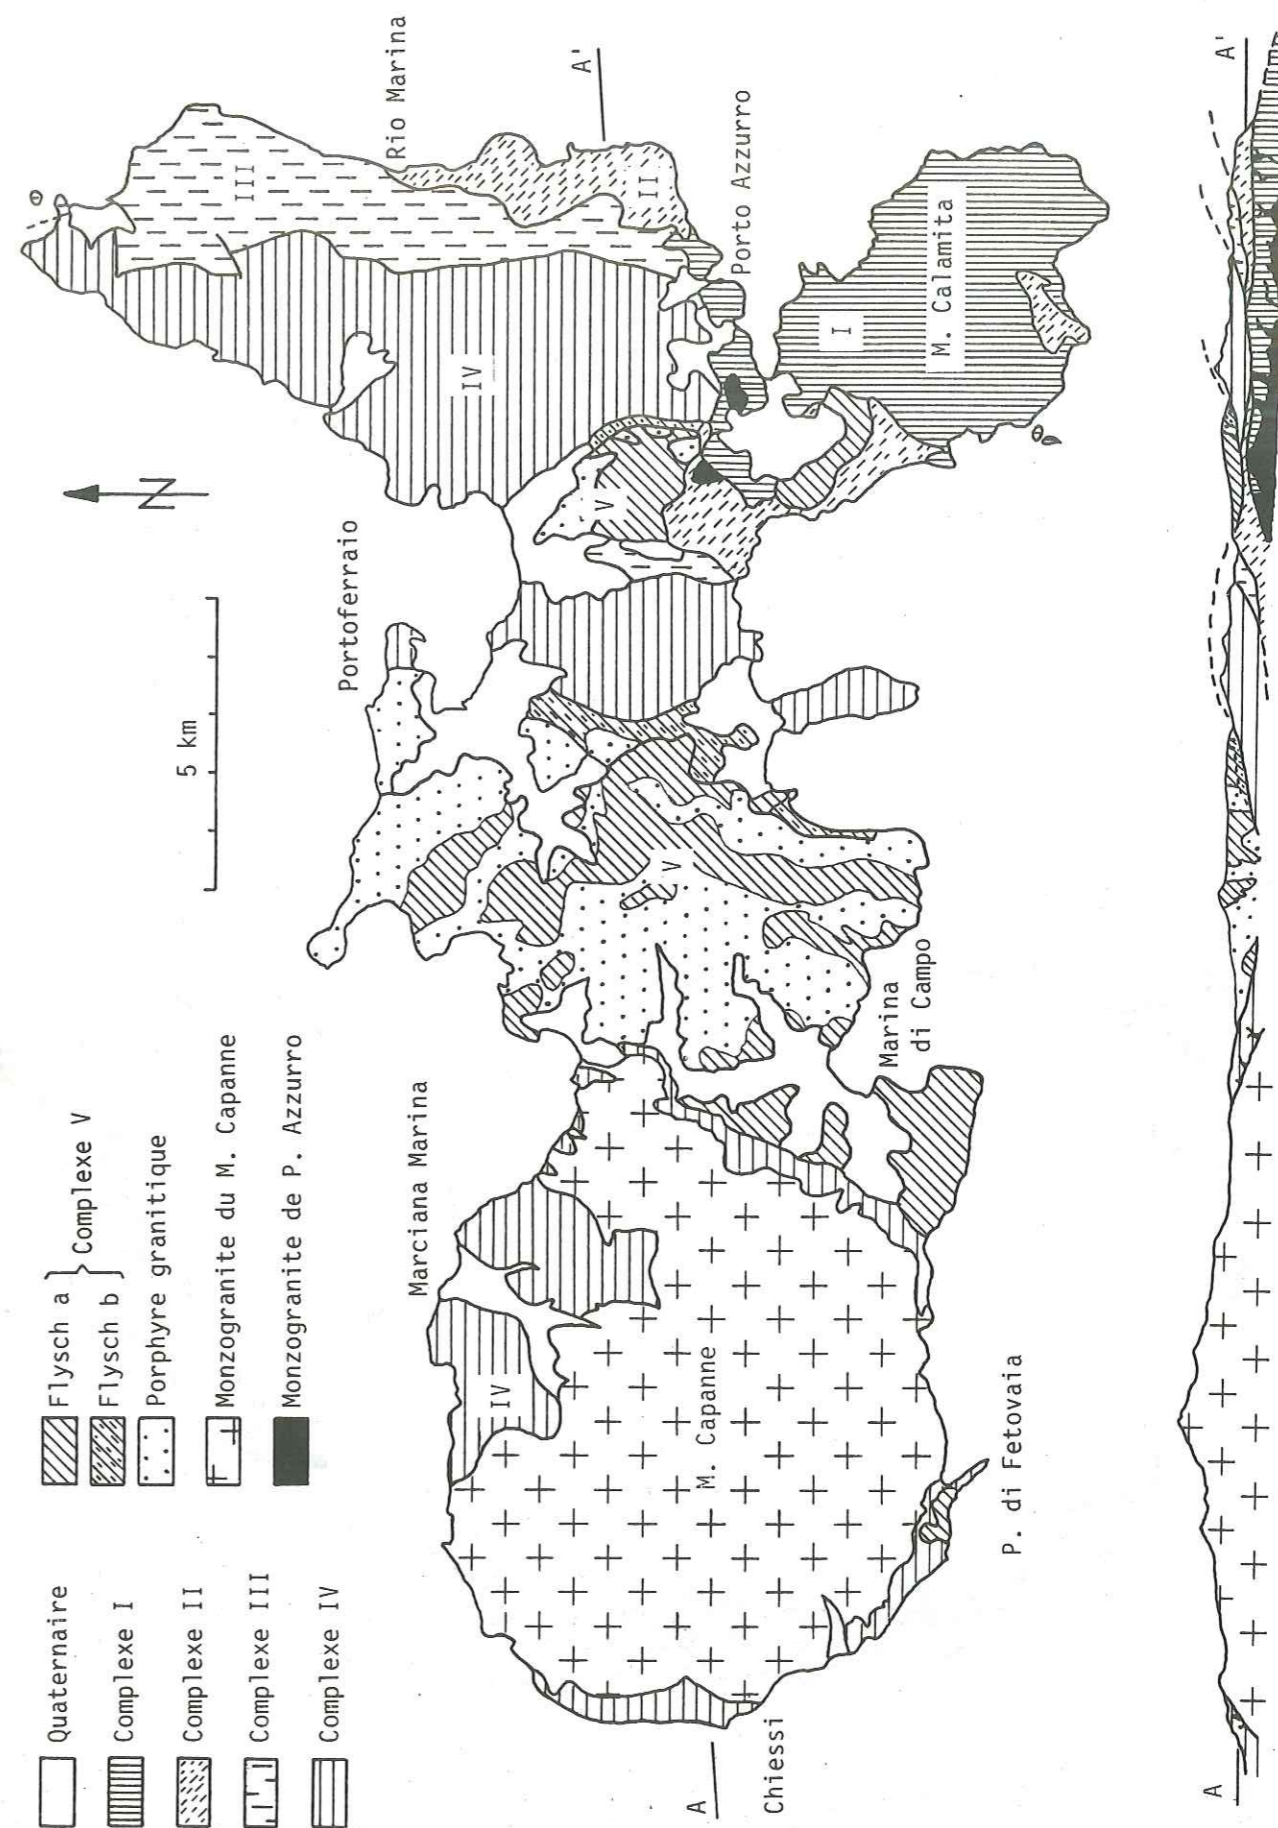 Quaternaire
Complexe I
Complexe II
Complexe III
Complexe IV
Flysch a
Flysch b
Complexe V
Porphyre granitique
Monzogranite du M. Capanne
Monzogranite de P. Azzurro
5 km
N
Portoferraio
Rio Marina
A'
Porto Azzurro
III
II
IV
I
M. Calamita
V
V
Marciana Marina
IV
M. Capanne
Marina
di Campo
P. di Fetovaia
Chiessi
A
A
A'